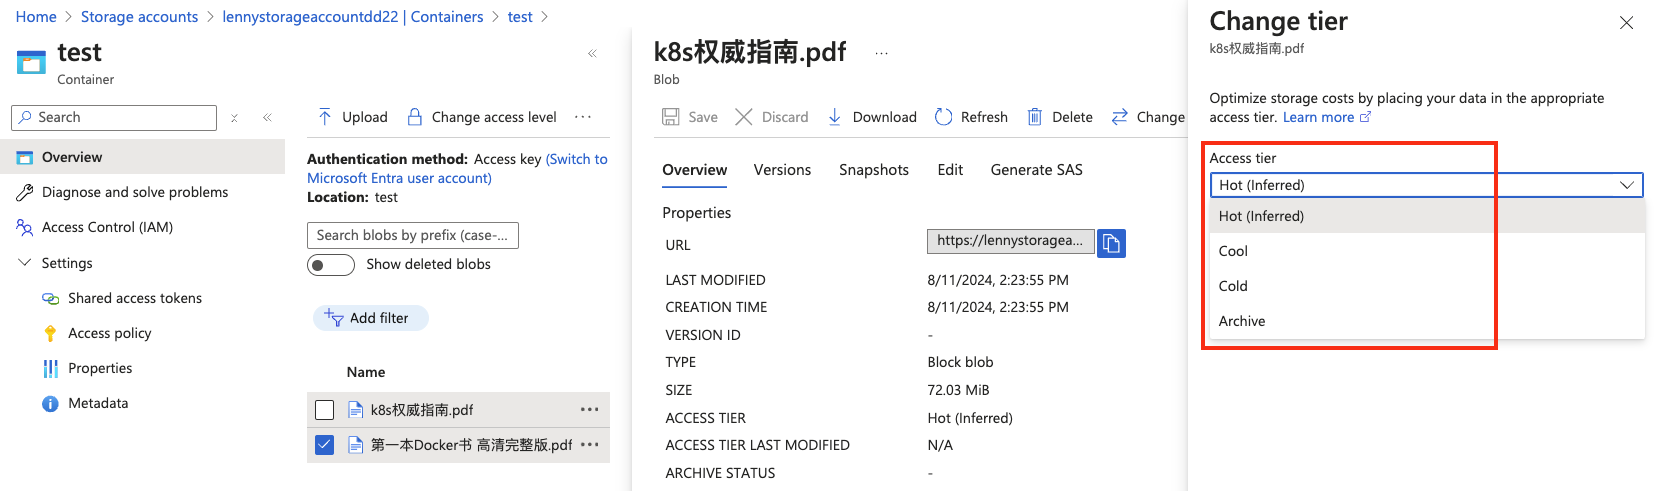 Home > Storage accounts > lennystorageaccountdd22 | Containers > test >
test
Container
Search
Overview
Diagnose and solve problems
Access Control (IAM)
Settings
Shared access tokens
Access policy
Properties
Metadata
Upload Change access level ...
Authentication method: Access key (Switch to
Microsoft Entra user account)
Location: test
Search blobs by prefix (case-...
Show deleted blobs
Add filter
Name
k8s权威指南.pdf
第一本Docker书 高清完整版.pdf
k8s权威指南.pdf ...
Blob
Save Discard Download Refresh Delete Change
Overview Versions Snapshots Edit Generate SAS
Properties
URL https://lennystoragea...
LAST MODIFIED 8/11/2024, 2:23:55 PM
CREATION TIME 8/11/2024, 2:23:55 PM
VERSION ID -
TYPE Block blob
SIZE 72.03 MiB
ACCESS TIER Hot (Inferred)
ACCESS TIER LAST MODIFIED N/A
ARCHIVE STATUS -
Change tier
k8s权威指南.pdf
Optimize storage costs by placing your data in the appropriate
access tier. Learn more
Access tier
Hot (Inferred)
Hot (Inferred)
Cool
Cold
Archive